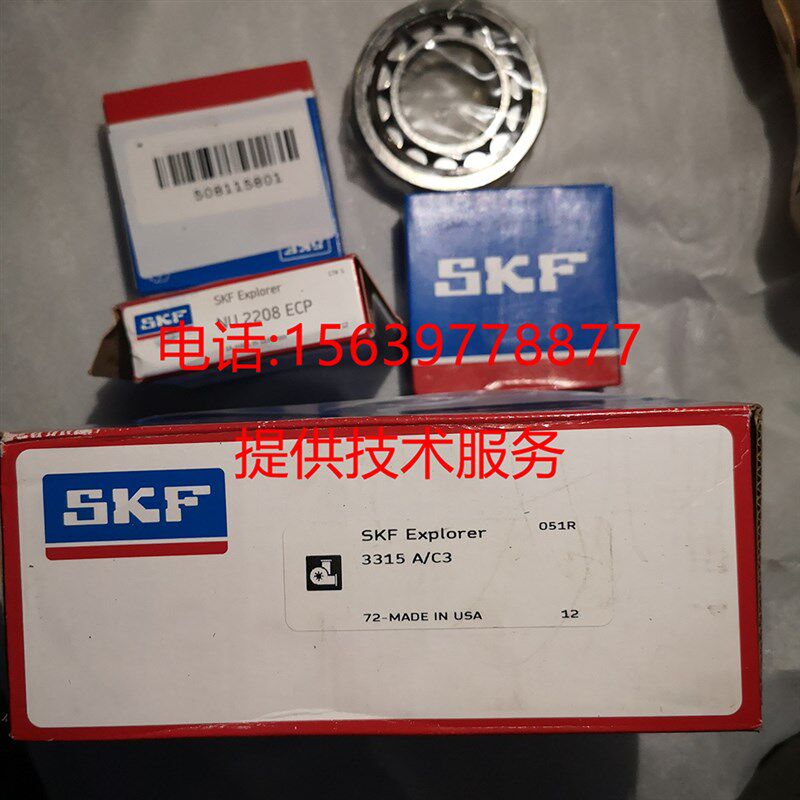 508115801
SKF
SKF
SKF Explorer
NU 2208 ECP
SKF
电话:15639778877
提供技术服务
SKF
SKF Explorer
051R
3315 A/C3
72-MADE IN USA
12